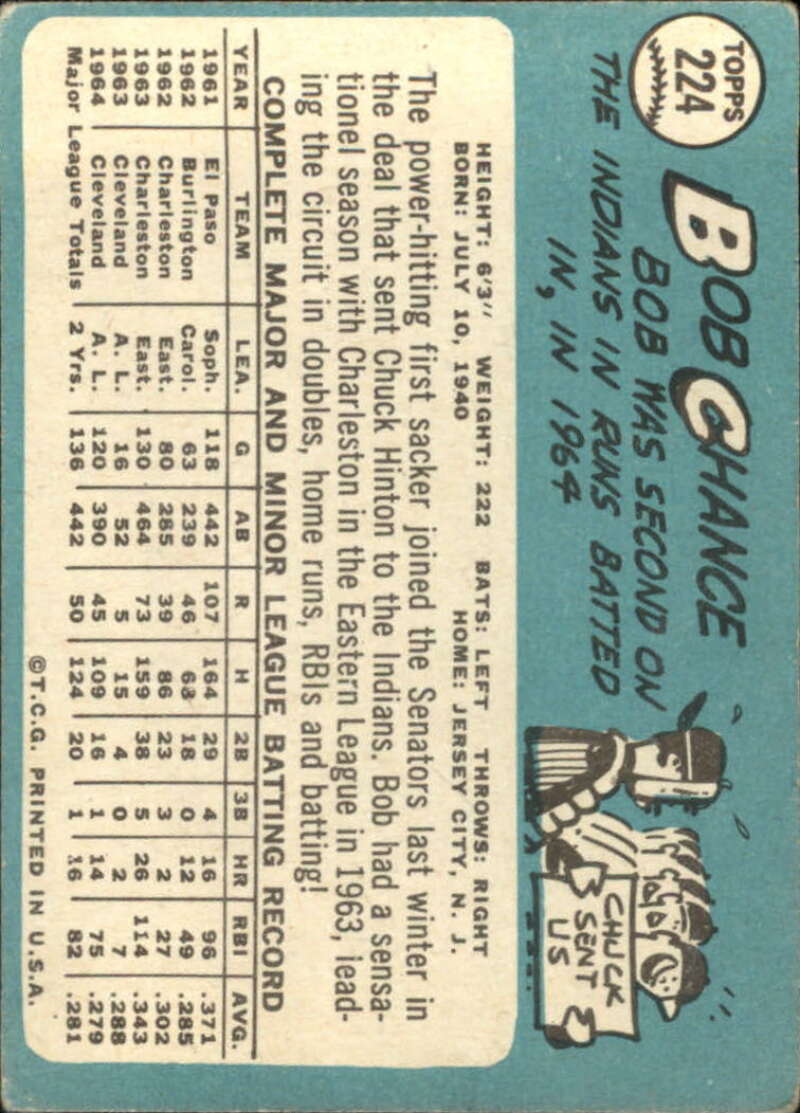 TOPPS
224
BOB CHANCE
BOB WAS SECOND ON
THE INDIANS IN RUNS BATTED
IN, IN 1964
CHUCK
SENT
US
HEIGHT: 6'3" WEIGHT: 222 BATS: LEFT THROWS: RIGHT
BORN: JULY 10, 1940 HOME: JERSEY CITY, N. J.
The power-hitting first sacker joined the Senators last winter in
the deal that sent Chuck Hinton to the Indians. Bob had a sensa-
tionel season with Charleston in the Eastern League in 1963, lead-
ing the circuit in doubles, home runs, RBIs and batting!
COMPLETE MAJOR AND MINOR LEAGUE BATTING RECORD
YEAR TEAM LEA. G AB R H 2B 3B HR RBI AVG.
1961 El Paso Soph. 118 442 107 164 29 4 16 96 .371
1962 Burlington Carol. 63 239 46 68 18 0 12 49 .285
1962 Charleston East. 80 285 39 86 23 3 2 27 .302
1963 Charleston East. 130 464 73 159 38 5 26 114 .343
1963 Cleveland A. L. 16 52 5 15 4 0 2 7 .288
1964 Cleveland A. L. 120 390 45 109 16 1 14 75 .279
Major League Totals 2 Yrs. 136 442 50 124 20 1 16 82 .281
©T.C.G. PRINTED IN U.S.A.